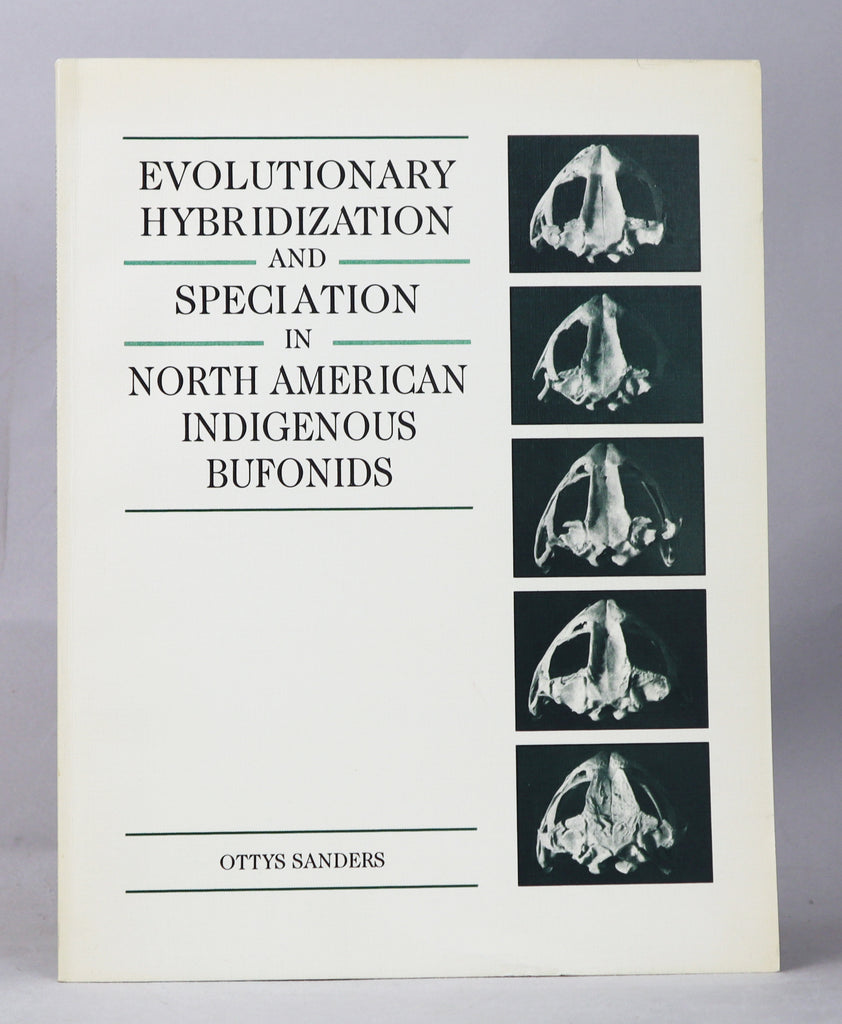 EVOLUTIONARY
HYBRIDIZATION
AND
SPECIATION
IN
NORTH AMERICAN
INDIGENOUS
BUFONIDS
OTTYS SANDERS